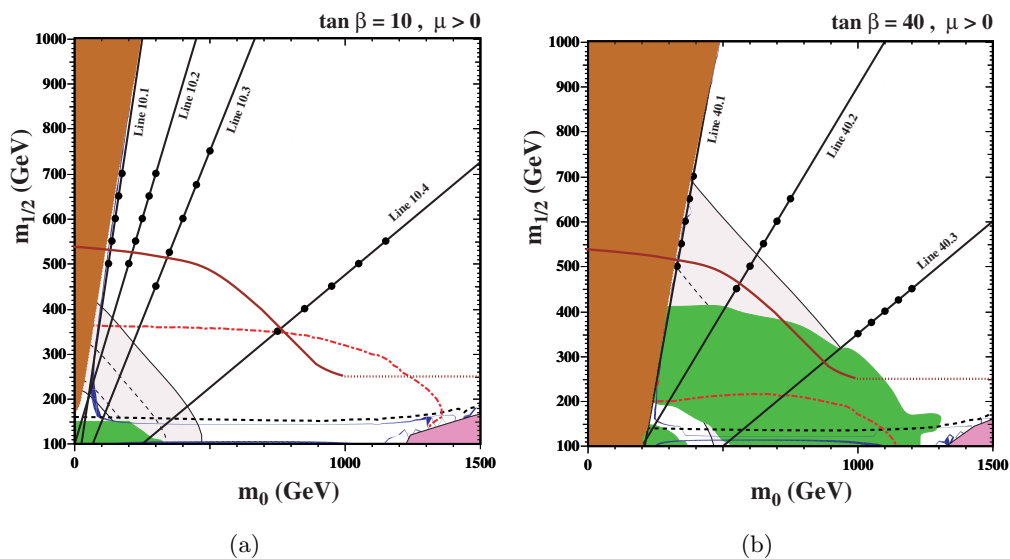 tan β = 10 , μ > 0
1000
900
800
700
600
500
400
300
200
100
m1/2 (GeV)
Line 10.1
Line 10.2
Line 10.3
Line 10.4
0
1000
1500
m0 (GeV)
(a)
tan β = 40 , μ > 0
1000
900
800
700
600
500
400
300
200
100
m1/2 (GeV)
Line 40.1
Line 40.2
Line 40.3
0
1000
1500
m0 (GeV)
(b)